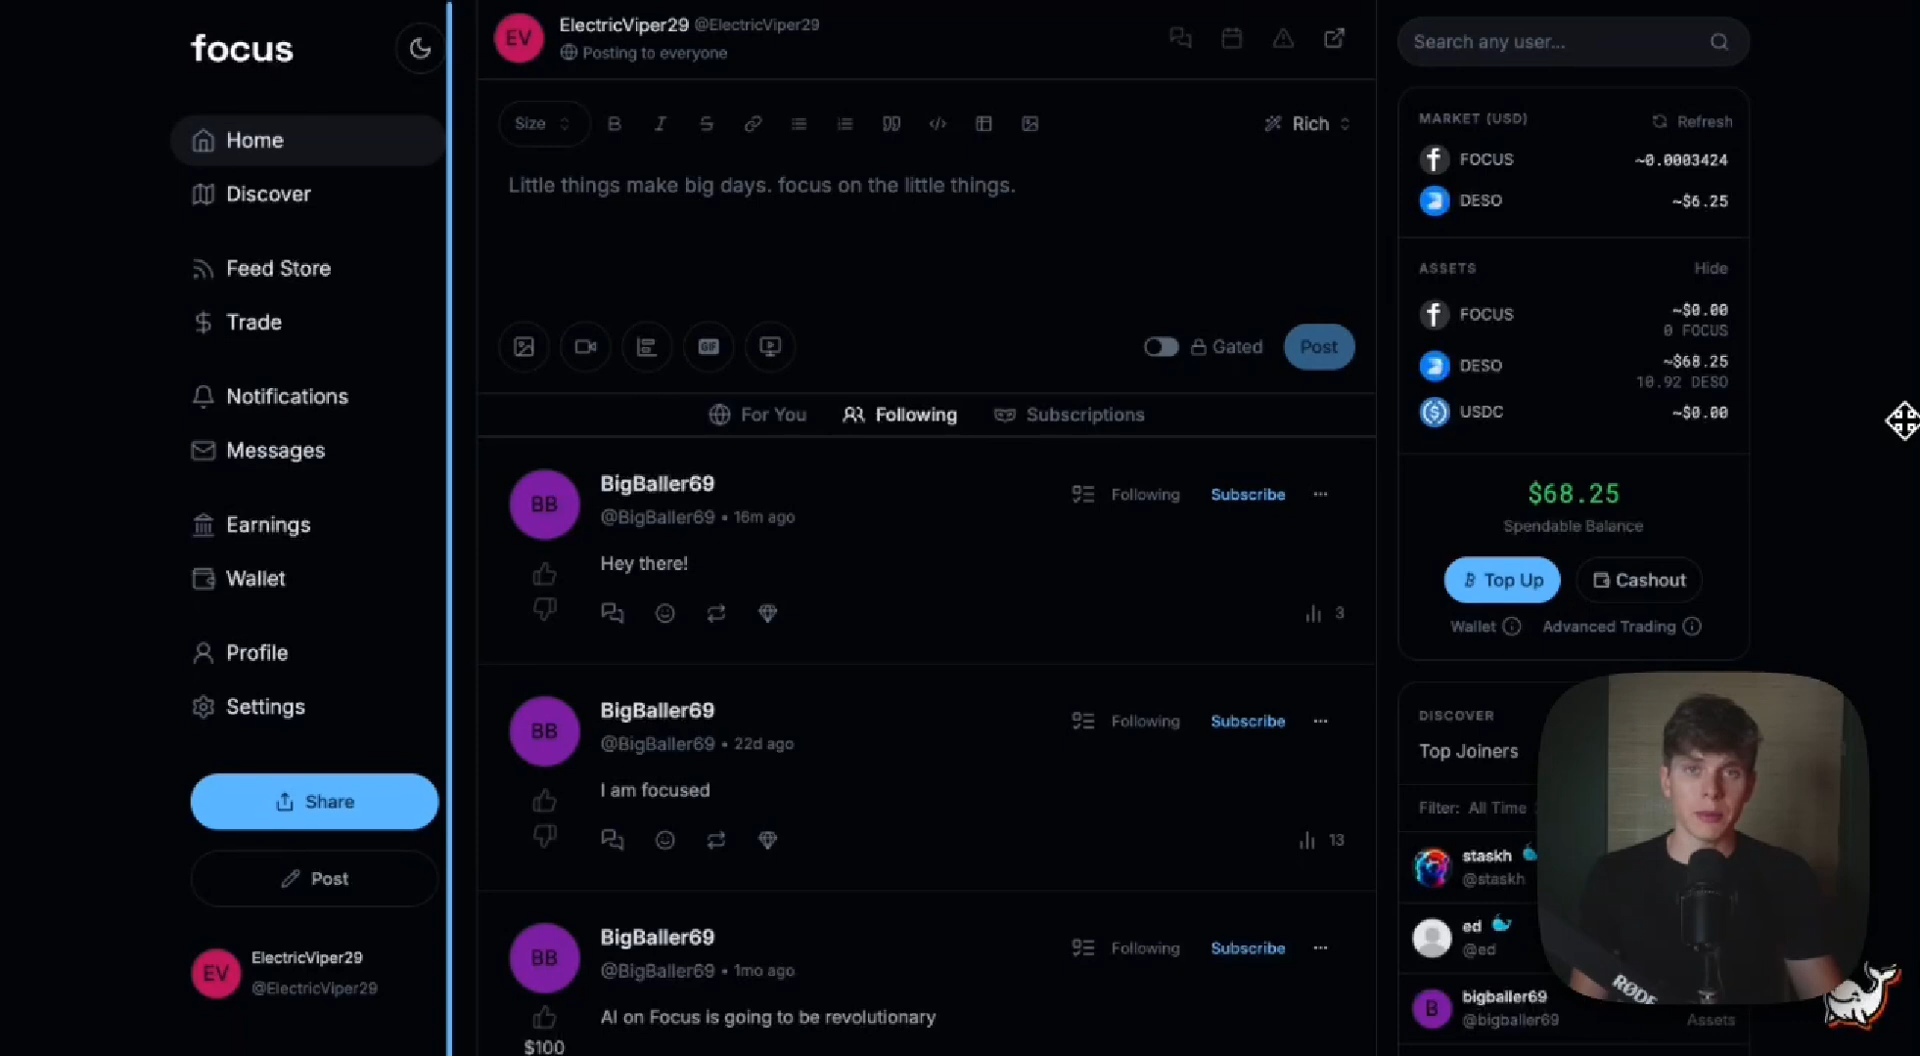 focus
Home
Discover
Feed Store
Trade
Notifications
Messages
Earnings
Wallet
Profile
Settings
Share
Post
EV
ElectricViper29
@ElectricViper29
EV
ElectricViper29 @ElectricViper29
Posting to everyone
Size
B
I
S
Rich
Little things make big days. focus on the little things.
GIF
Gated
Post
For You
Following
Subscriptions
BB
BigBaller69
@BigBaller69 • 16m ago
Following
Subscribe
Hey there!
3
BB
BigBaller69
@BigBaller69 • 22d ago
Following
Subscribe
I am focused
13
BB
BigBaller69
@BigBaller69 • 1mo ago
Following
Subscribe
AI on Focus is going to be revolutionary
$100
Search any user...
MARKET (USD)
Refresh
FOCUS
~0.0003424
DESO
~$6.25
ASSETS
Hide
FOCUS
~$0.00
0 FOCUS
DESO
~$68.25
10.92 DESO
USDC
~$0.00
$68.25
Spendable Balance
Top Up
Cashout
Wallet
Advanced Trading
DISCOVER
Top Joiners
Filter: All Time
staskh
@staskh
ed
@ed
B
bigballer69
@bigballer69
Assets
RØDE